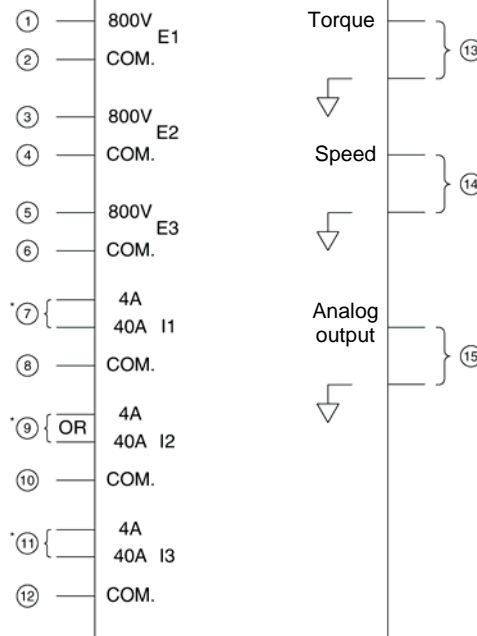 1 800V E1 Torque 13
2 COM.
3 800V E2 Speed 14
4 COM.
5 800V E3
6 COM.
*7 4A
40A I1 Analog output 15
8 COM.
*9 OR 4A
40A I2
10 COM.
*11 4A
40A I3
12 COM.